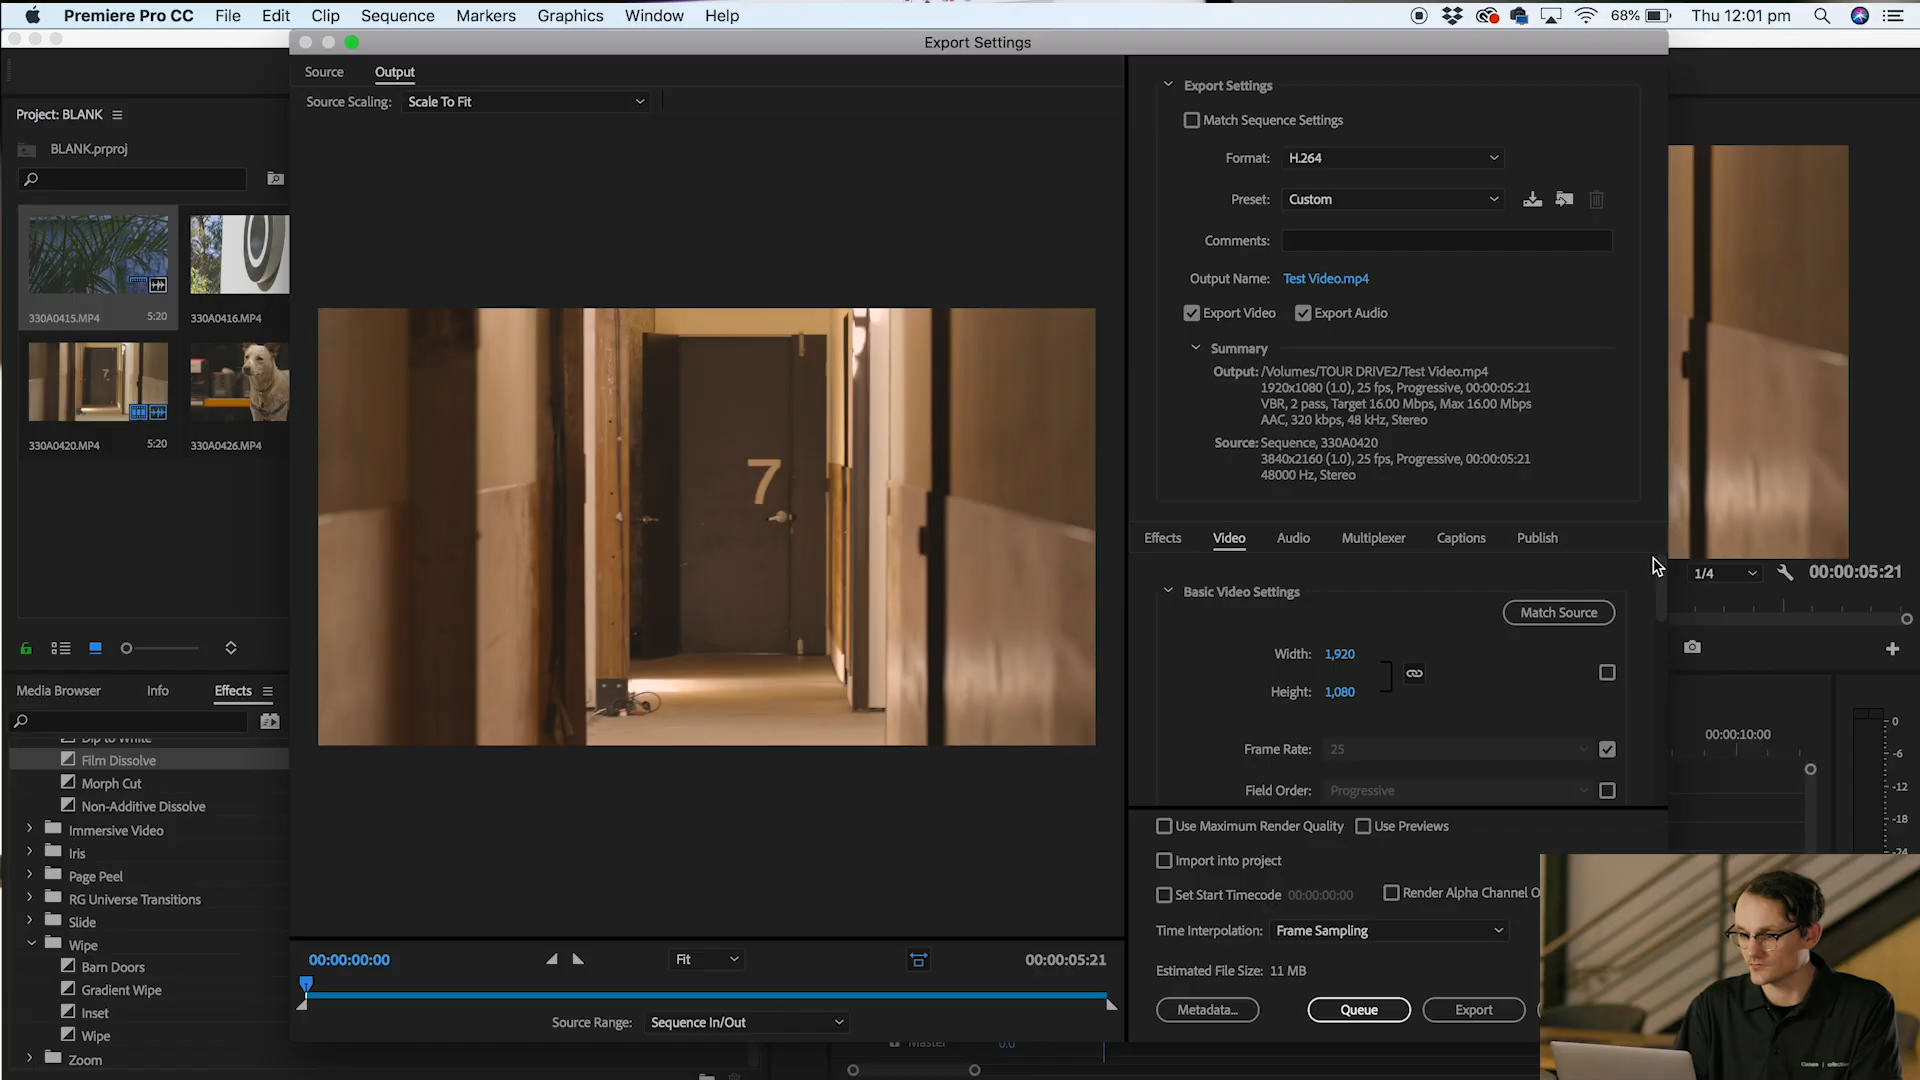 Premiere Pro CC File Edit Clip Sequence Markers Graphics Window Help 68% Thu 12:01 pm
Export Settings
Source Output
Source Scaling: Scale To Fit
Project: BLANK
BLANK.prproj
330A0415.MP4 5:20 330A0416.MP4
330A0420.MP4 5:20 330A0426.MP4
Media Browser Info Effects
Dip to White
Film Dissolve
Morph Cut
Non-Additive Dissolve
Immersive Video
Iris
Page Peel
RG Universe Transitions
Slide
Wipe
Barn Doors
Gradient Wipe
Inset
Wipe
Zoom
7
00:00:00:00 Fit 00:00:05:21
Source Range: Sequence In/Out
Export Settings
Match Sequence Settings
Format: H.264
Preset: Custom
Comments:
Output Name: Test Video.mp4
Export Video Export Audio
Summary
Output: /Volumes/TOUR DRIVE2/Test Video.mp4
1920x1080 (1.0), 25 fps, Progressive, 00:00:05:21
VBR, 2 pass, Target 16.00 Mbps, Max 16.00 Mbps
AAC, 320 kbps, 48 kHz, Stereo
Source: Sequence, 330A0420
3840x2160 (1.0), 25 fps, Progressive, 00:00:05:21
48000 Hz, Stereo
Effects Video Audio Multiplexer Captions Publish
Basic Video Settings
Match Source
Width: 1,920
Height: 1,080
Frame Rate: 25
Field Order: Progressive
Use Maximum Render Quality Use Previews
Import into project
Set Start Timecode 00:00:00:00 Render Alpha Channel O
Time Interpolation: Frame Sampling
Estimated File Size: 11 MB
Metadata... Queue Export
1/4 00:00:05:21
00:00:10:00
0
-6
-12
-18
-24
Master 0.0